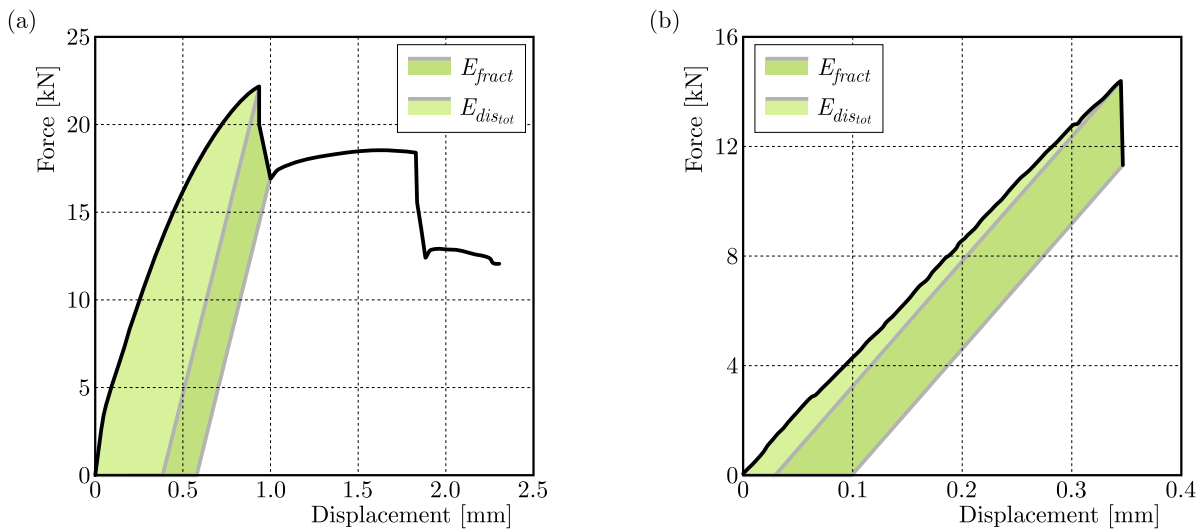 (a)
Force [kN]
25
20
15
10
5
0
0 0.5 1.0 1.5 2.0 2.5
Displacement [mm]
E_fract
E_dis_tot
(b)
Force [kN]
16
14
12
8
4
0
0 0.1 0.2 0.3 0.4
Displacement [mm]
E_fract
E_dis_tot